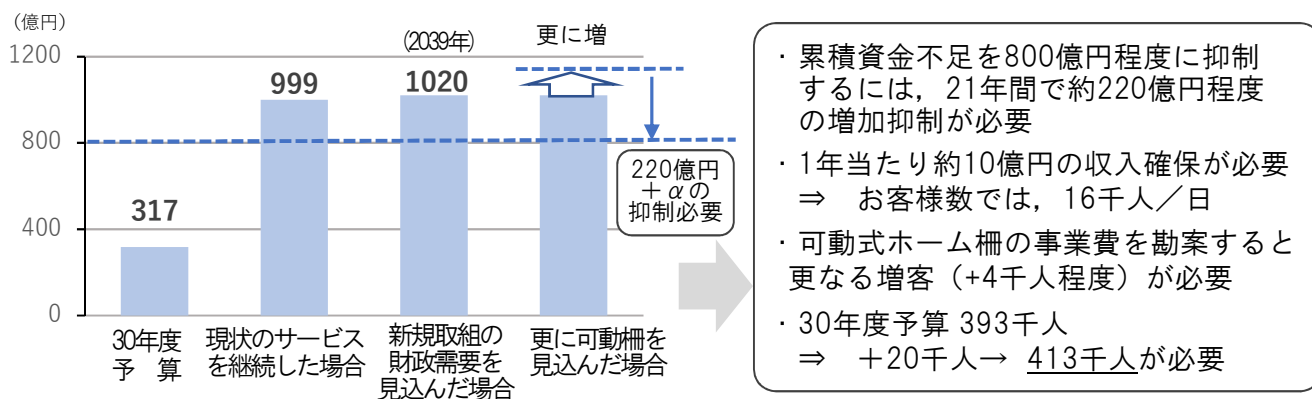 (億円)
1200
800
400
0
317
999
(2039年)
1020
更に増
220億円
+αの
抑制必要
30年度
予 算
現状のサービス
を継続した場合
新規取組の
財政需要を
見込んだ場合
更に可動柵を
見込んだ場合
・累積資金不足を800億円程度に抑制
するには，21年間で約220億円程度
の増加抑制が必要
・1年当たり約10億円の収入確保が必要
⇒ お客様数では，16千人／日
・可動式ホーム柵の事業費を勘案すると
更なる増客（+4千人程度）が必要
・30年度予算 393千人
⇒ ＋20千人→ 413千人が必要